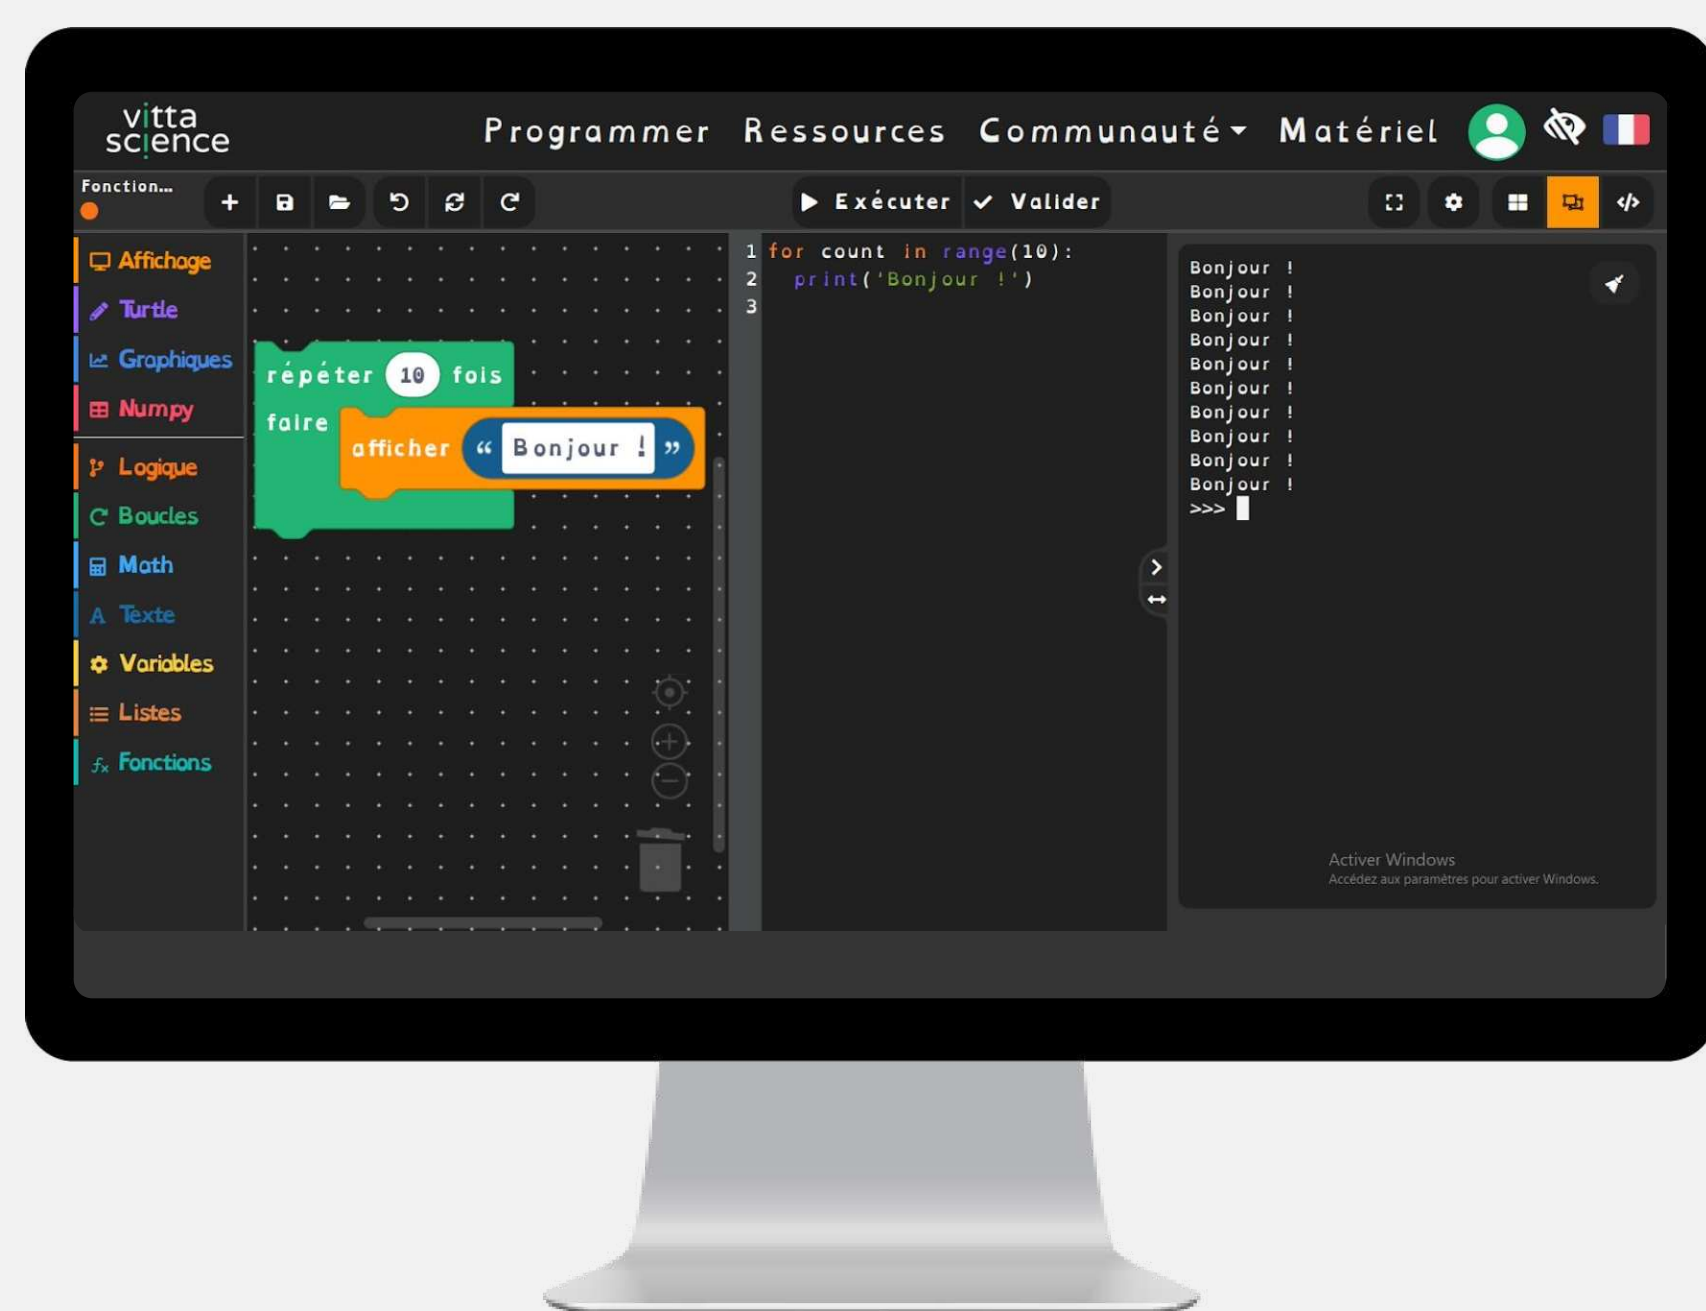 vitta
science
Programmer Ressources Communauté Matériel
Fonction...
Exécuter Valider
Affichage
Turtle
Graphiques
Numpy
Logique
Boucles
Math
Texte
Variables
Listes
Fonctions
répéter 10 fois
faire
afficher “ Bonjour ! ”
1 for count in range(10):
2 print('Bonjour !')
3
Bonjour !
Bonjour !
Bonjour !
Bonjour !
Bonjour !
Bonjour !
Bonjour !
Bonjour !
Bonjour !
Bonjour !
>>>
Activer Windows
Accédez aux paramètres pour activer Windows.